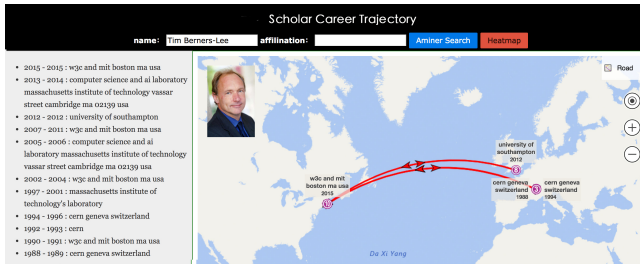 Scholar Career Trajectory
name: Tim Berners-Lee affilination: Aminer Search Heatmap
2015 - 2015 : w3c and mit boston ma usa
2013 - 2014 : computer science and ai laboratory
massachusetts institute of technology vassar
street cambridge ma 02139 usa
2012 - 2012 : university of southampton
2007 - 2011 : w3c and mit boston ma usa
2005 - 2006 : computer science and ai
laboratory massachusetts institute of technology
vassar street cambridge ma 02139 usa
2002 - 2004 : w3c and mit boston ma usa
1997 - 2001 : massachusetts institute of
technology's laboratory
1994 - 1996 : cern geneva switzerland
1992 - 1993 : cern
1990 - 1991 : w3c and mit boston ma usa
1988 - 1989 : cern geneva switzerland
Road
university of
southampton
2012
w3c and mit
boston ma usa
2015
cern geneva
switzerland
1988
cern geneva
switzerland
1994
Da Xi Yang